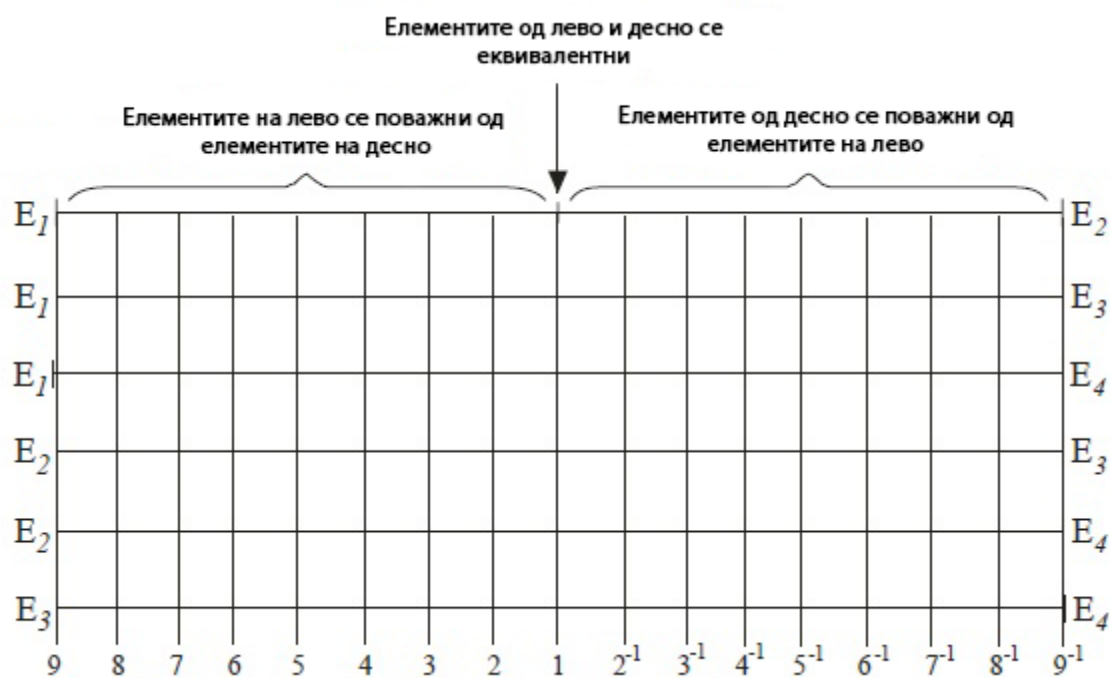 Елементите од лево и десно се
еквивалентни
Елементите на лево се поважни од
елементите на десно
Елементите од десно се поважни од
елементите на лево
E₁ E₂
E₁ E₃
E₁ E₄
E₂ E₃
E₂ E₄
E₃ E₄
9 8 7 6 5 4 3 2 1 2⁻¹ 3⁻¹ 4⁻¹ 5⁻¹ 6⁻¹ 7⁻¹ 8⁻¹ 9⁻¹